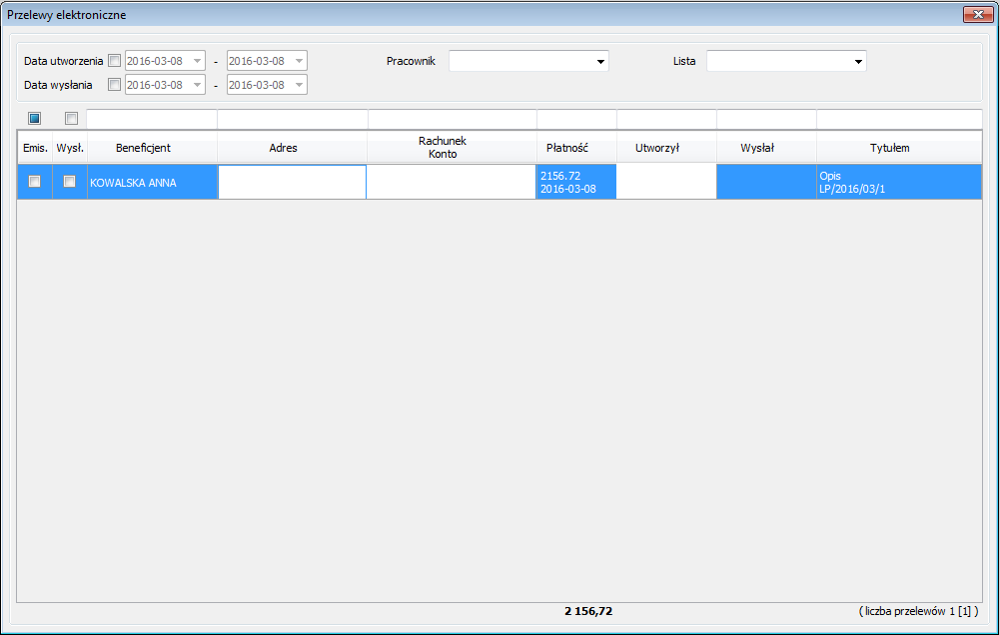 Przelewy elektroniczne
Data utworzenia 2016-03-08 - 2016-03-08 Pracownik Lista
Data wysłania 2016-03-08 - 2016-03-08
Emis. Wysł. Beneficjent Adres Rachunek Konto Płatność Utworzył Wysłał Tytułem
KOWALSKA ANNA 2156.72 Opis
2016-03-08 LP/2016/03/1
2 156,72 ( liczba przelewów 1 [1] )